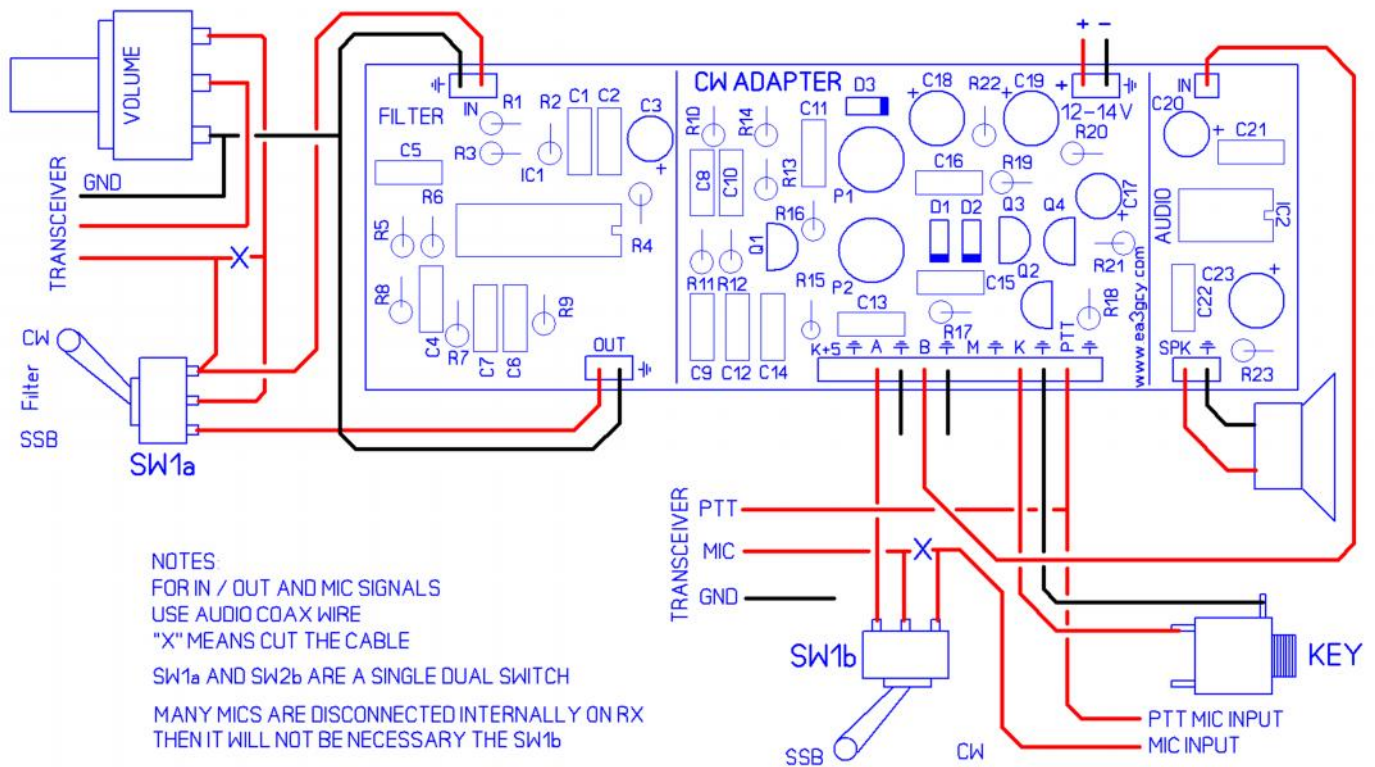 VOLUME
TRANSCEIVER
GND
X
CW
Filter
SSB
SW1a
FILTER
IN
R1
R2
C1
C2
C3
+
R3
IC1
C5
R6
R5
R4
R8
C4
R7
C7
C6
R9
OUT
CW ADAPTER
R10
R14
C11
D3
+
C18
R22
C19
+
+ -
+
12-14V
R20
C8
C10
R13
P1
C16
R19
C17
+
R16
Q1
D1
D2
Q3
Q4
R11
R12
R15
P2
C15
Q2
R21
C13
R17
R18
C9
C12
C14
K+S
A
B
M
K
PTT
www.ea3gcy.com
IN
C20
+
C21
AUDIO
IC2
C22
C23
+
SPK
R23
TRANSCEIVER
PTT
MIC
X
GND
SW1b
SSB
CW
KEY
PTT MIC INPUT
MIC INPUT
NOTES:
FOR IN / OUT AND MIC SIGNALS
USE AUDIO COAX WIRE
"X" MEANS CUT THE CABLE
SW1a AND SW2b ARE A SINGLE DUAL SWITCH
MANY MICS ARE DISCONNECTED INTERNALLY ON RX
THEN IT WILL NOT BE NECESSARY THE SW1b